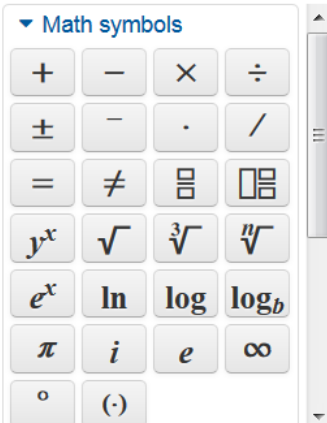 Math symbols
+ − × ÷
± − · /
= ≠ ▯/▯ ▯▯/▯
yˣ √ ∛ ⁿ√
eˣ ln log log_b
π i e ∞
° (·)